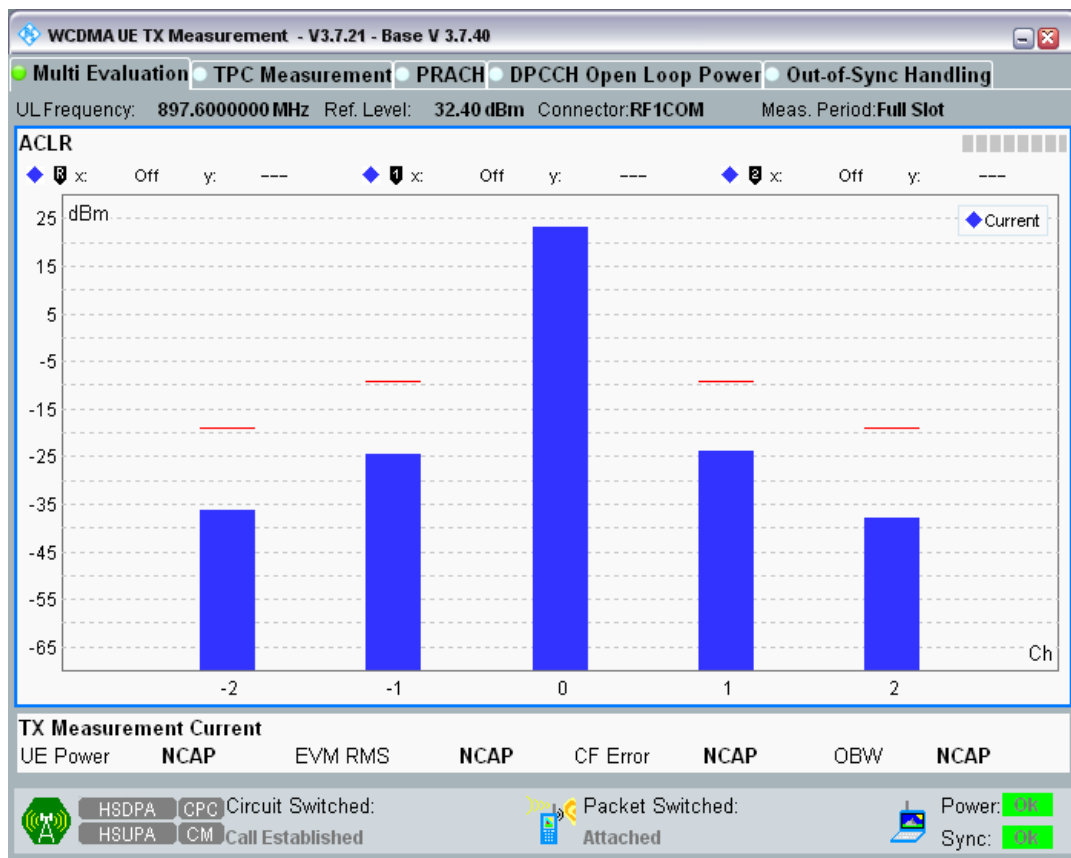 WCDMA UE TX Measurement - V3.7.21 - Base V 3.7.40
Multi Evaluation TPC Measurement PRACH DPCCH Open Loop Power Out-of-Sync Handling
UL Frequency: 897.6000000 MHz Ref. Level: 32.40 dBm Connector:RF1COM Meas. Period:Full Slot
ACLR
R x: Off y: --- 1 x: Off y: --- 2 x: Off y: ---
dBm
Current
25
15
5
-5
-15
-25
-35
-45
-55
-65
Ch
-2 -1 0 1 2
TX Measurement Current
UE Power NCAP EVM RMS NCAP CF Error NCAP OBW NCAP
HSDPA CPC Circuit Switched: Packet Switched: Power: Ok
HSUPA CM Call Established Attached Sync: Ok